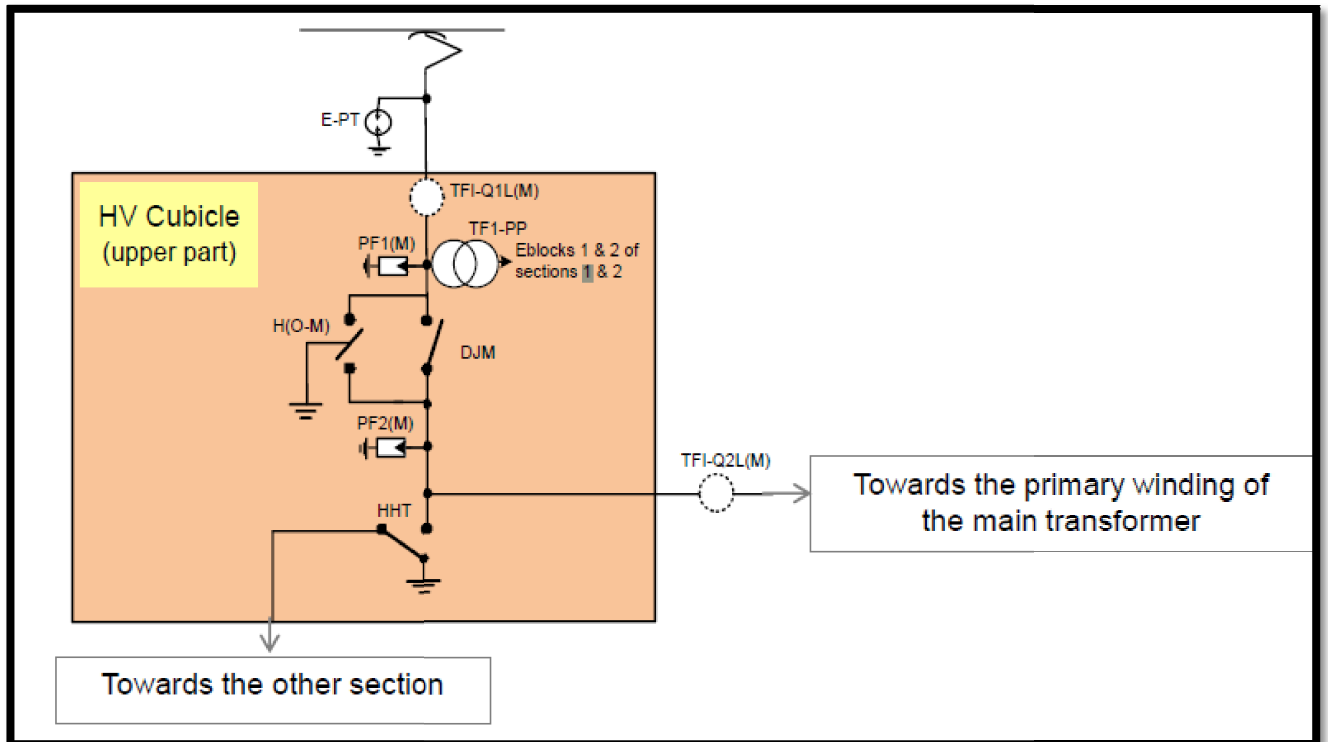 E-PT
HV Cubicle
(upper part)
TFI-Q1L(M)
TF1-PP
PF1(M)
Eblocks 1 & 2 of
sections 1 & 2
H(O-M)
DJM
PF2(M)
TFI-Q2L(M)
Towards the primary winding of
the main transformer
HHT
Towards the other section